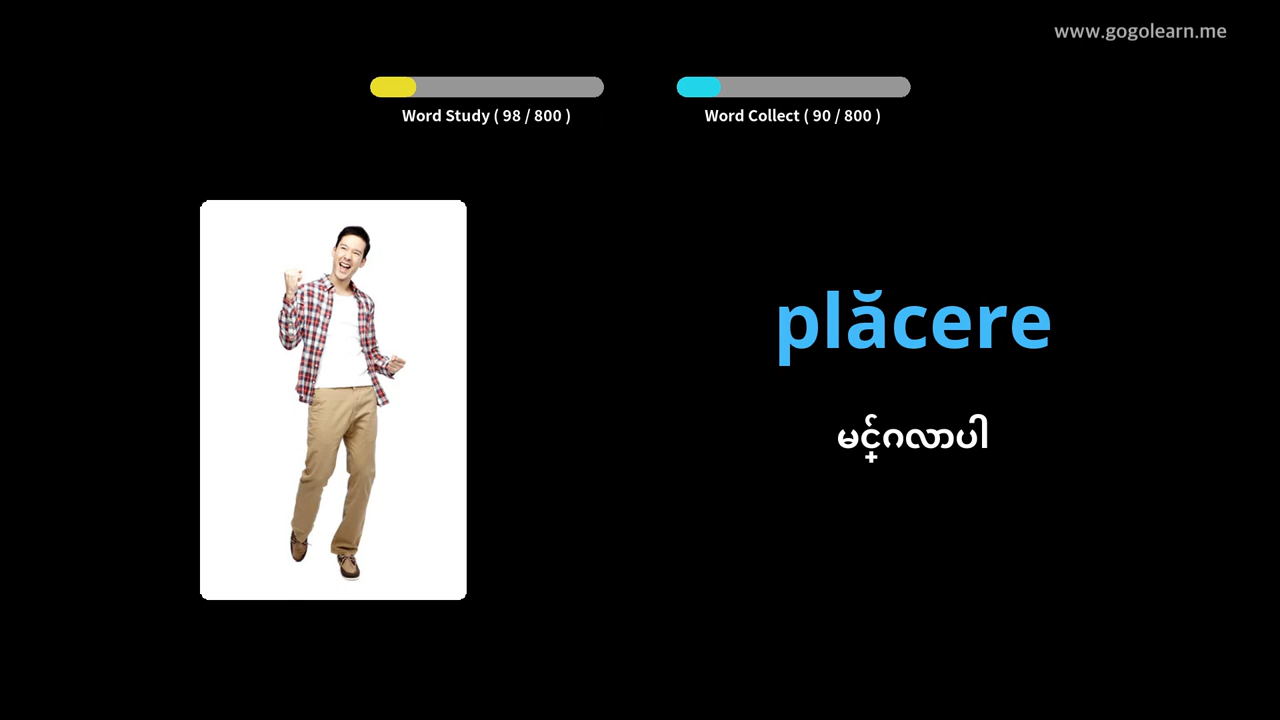 www.gogolearn.me
Word Study ( 98 / 800 )
Word Collect ( 90 / 800 )
plăcere
မင်္ဂလာပါ